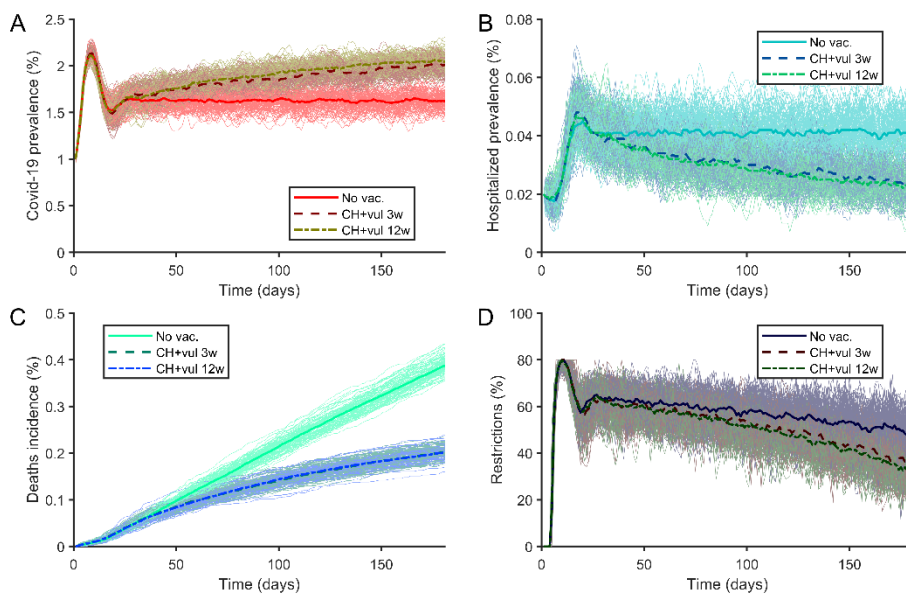 A
Covid-19 prevalence (%)
2.5
2
1.5
1
0.5
0
0
50
100
150
Time (days)
No vac.
CH+vul 3w
CH+vul 12w
B
Hospitalized prevalence (%)
0.08
0.06
0.04
0.02
0
0
50
100
150
Time (days)
No vac.
CH+vul 3w
CH+vul 12w
C
Deaths incidence (%)
0.5
0.4
0.3
0.2
0.1
0
0
50
100
150
Time (days)
No vac.
CH+vul 3w
CH+vul 12w
D
Restrictions (%)
100
80
60
40
20
0
0
50
100
150
Time (days)
No vac.
CH+vul 3w
CH+vul 12w